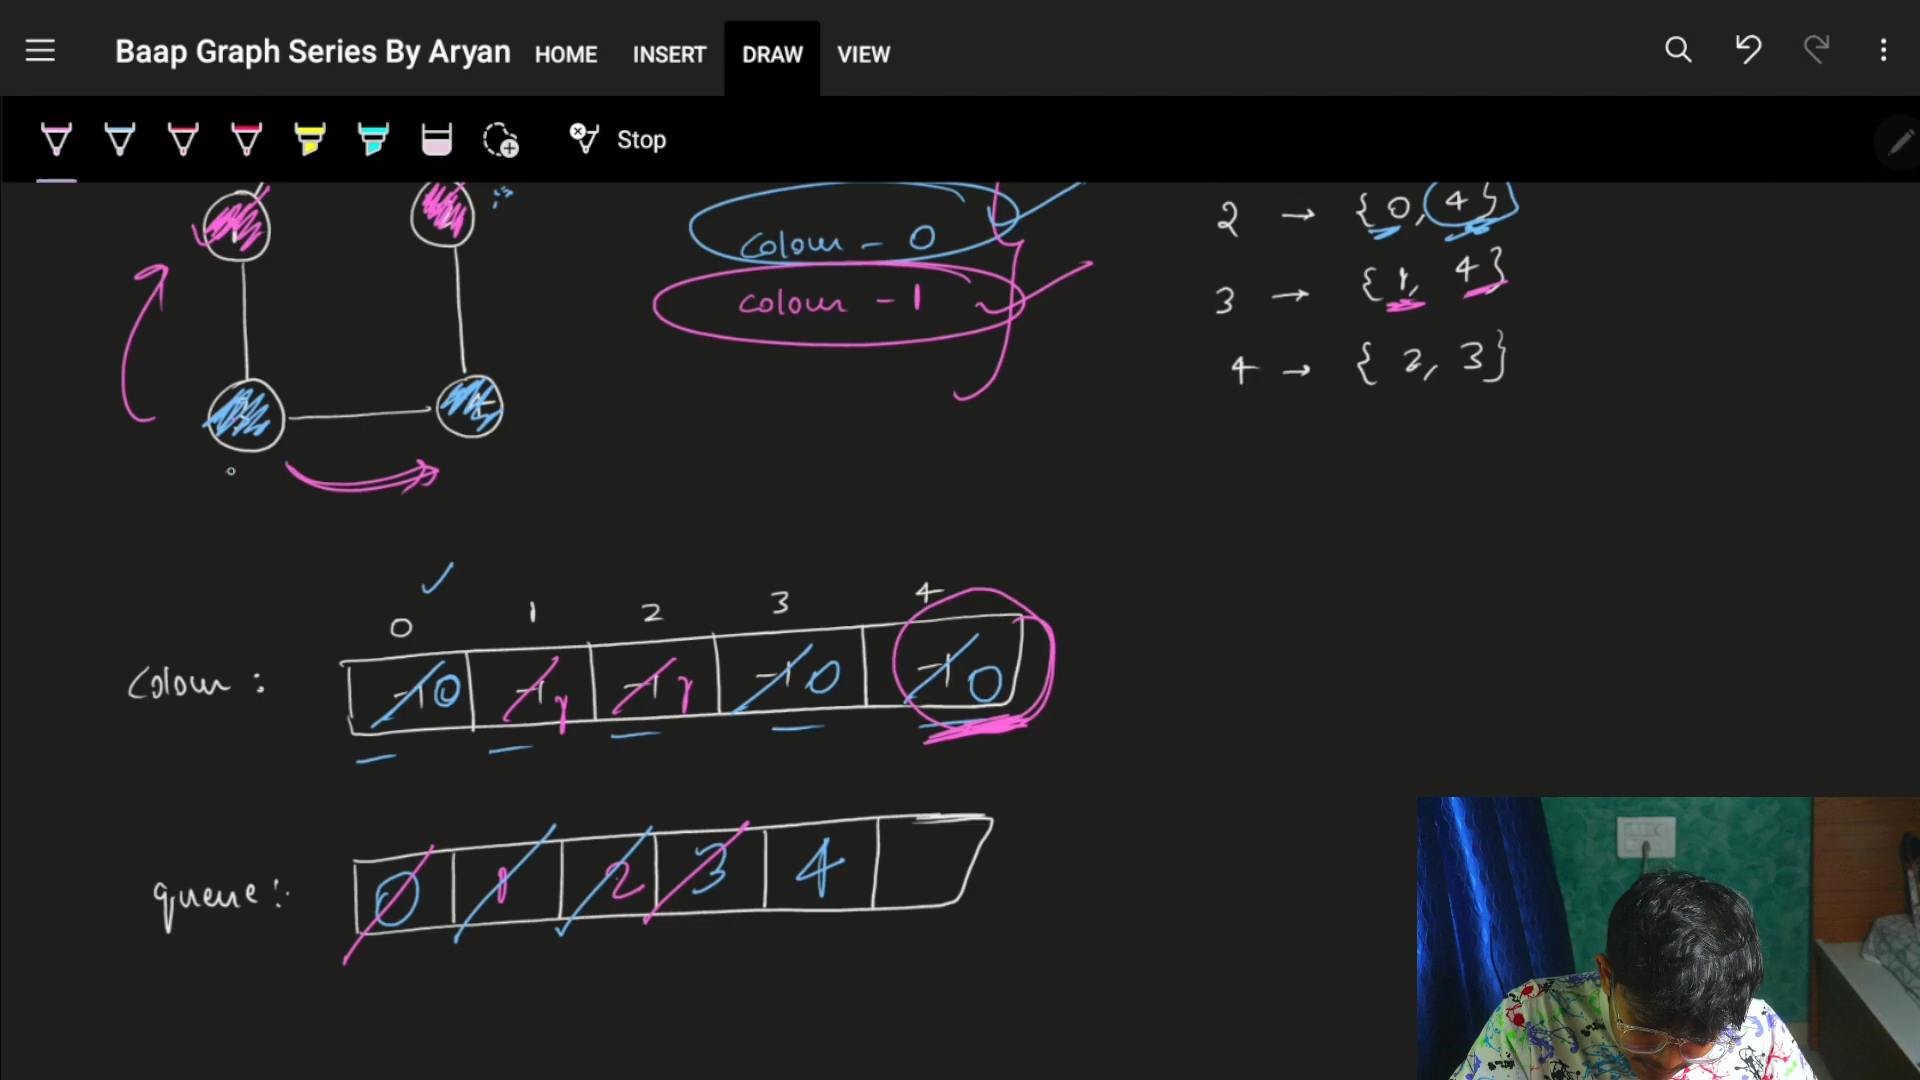 Baap Graph Series By Aryan HOME INSERT DRAW VIEW
Stop
colour - 0
colour - 1
2 → {0, 4}
3 → {1, 4}
4 → {2, 3}
0 1 2 3 4
Colour : -1 0 -1 1 -1 1 -1 0 -1 0
queue : 0 1 2 3 4